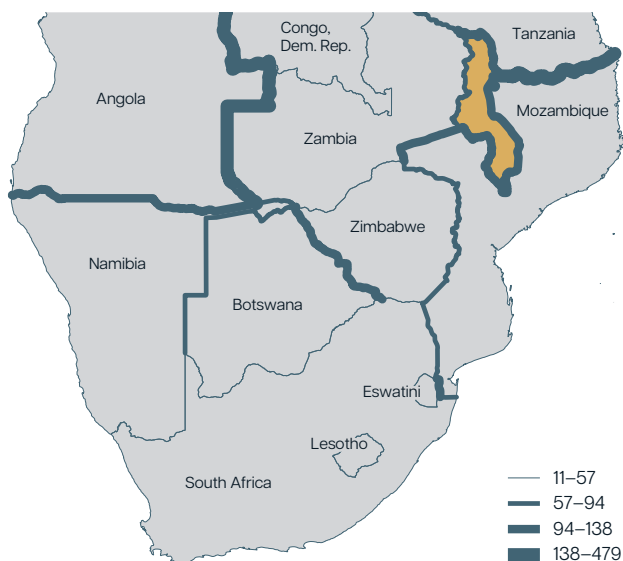 Congo,
Dem. Rep.
Tanzania
Angola
Mozambique
Zambia
Zimbabwe
Namibia
Botswana
Eswatini
Lesotho
South Africa
11–57
57–94
94–138
138–479